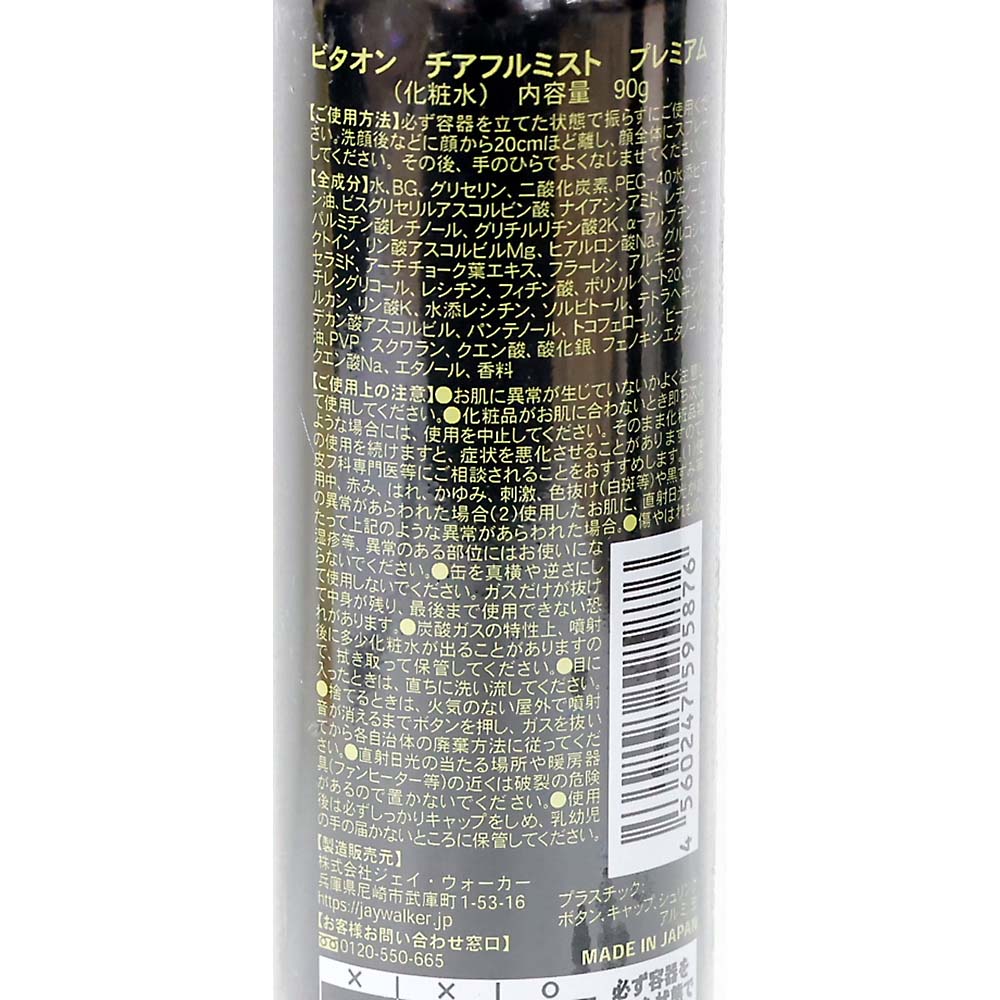 ビタオン チアフルミスト プレミアム
（化粧水） 内容量 90g
【ご使用方法】必ず容器を立てた状態で振らずにご使用くだ
さい。洗顔後などに顔から20cmほど離し、顔全体にスプレー
してください。その後、手のひらでよくなじませてください。
【全成分】水、BG、グリセリン、二酸化炭素、PEG-40水添ヒマ
シ油、ビスグリセリルアスコルビン酸、ナイアシンアミド、レチノール、
パルミチン酸レチノール、グリチルリチン酸2K、α-アルブチン、エ
クトイン、リン酸アスコルビルMg、ヒアルロン酸Na、グルコシル
セラミド、アーチチョーク葉エキス、フラーレン、アルギニン、ペン
チレングリコール、レシチン、フィチン酸、ポリソルベート20、α-グ
ルカン、リン酸K、水添レシチン、ソルビトール、テトラヘキシル
デカン酸アスコルビル、パンテノール、トコフェロール、ピーナッツ
油、PVP、スクワラン、クエン酸、酸化銀、フェノキシエタノール、
クエン酸Na、エタノール、香料
【ご使用上の注意】●お肌に異常が生じていないかよく注意し
て使用してください。●化粧品がお肌に合わないとき即ち次の
ような場合には、使用を中止してください。そのまま化粧品類
の使用を続けますと、症状を悪化させることがありますので、
皮フ科専門医等にご相談されることをおすすめします。(1)使
用中、赤み、はれ、かゆみ、刺激、色抜け(白斑等)や黒ずみ等
の異常があらわれた場合(2)使用したお肌に、直射日光が
たって上記のような異常があらわれた場合。●傷やはれもの、
湿疹等、異常のある部位にはお使いにな
らないでください。●缶を真横や逆さにし
て使用しないでください。ガスだけが抜け
て中身が残り、最後まで使用できない恐
れがあります。●炭酸ガスの特性上、噴射
後に多少化粧水が出ることがありますの
で、拭き取って保管してください。●目に
入ったときは、直ちに洗い流してください。
●捨てるときは、火気のない屋外で噴射
音が消えるまでボタンを押し、ガスを抜い
てから各自治体の廃棄方法に従ってくだ
さい。●直射日光の当たる場所や暖房器
具(ファンヒーター等)の近くは破裂の危険
があるので置かないでください。●使用
後は必ずしっかりキャップをしめ、乳幼児
の手の届かないところに保管してください。
4 560247 595876
【製造販売元】
株式会社ジェイ・ウォーカー
兵庫県尼崎市武庫町1-53-16
https://jaywalker.jp
【お客様お問い合わせ窓口】
0120-550-665
プラスチック:
ボタン、キャップ、シュリンク
アルミ:
MADE IN JAPAN
× × ○
必ず容器を